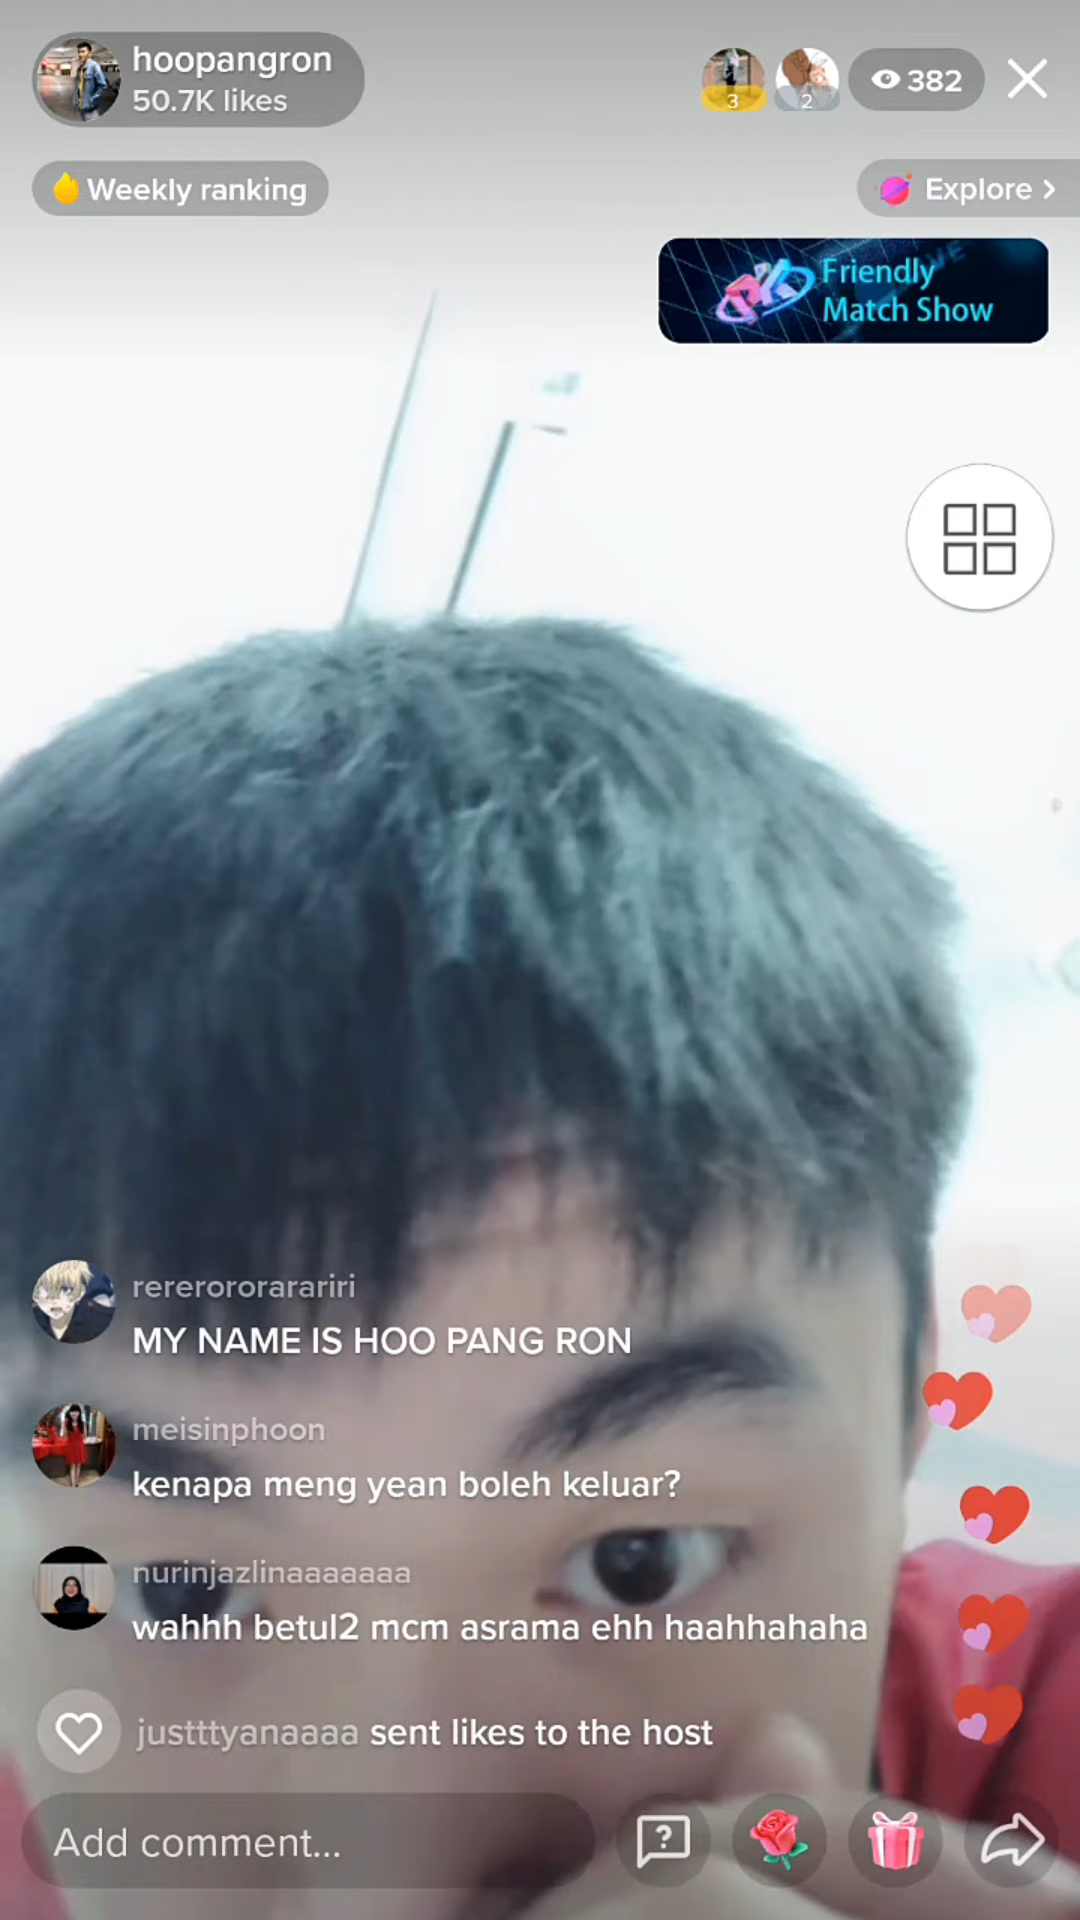 hoopangron
50.7K likes
3
2
382
Weekly ranking
Explore
Friendly
Match Show
rererororarariri
MY NAME IS HOO PANG RON
meisinphoon
kenapa meng yean boleh keluar?
nurinjazlinaaaaaaa
wahhh betul2 mcm asrama ehh haahhahaha
justttyanaaaa sent likes to the host
Add comment...
?